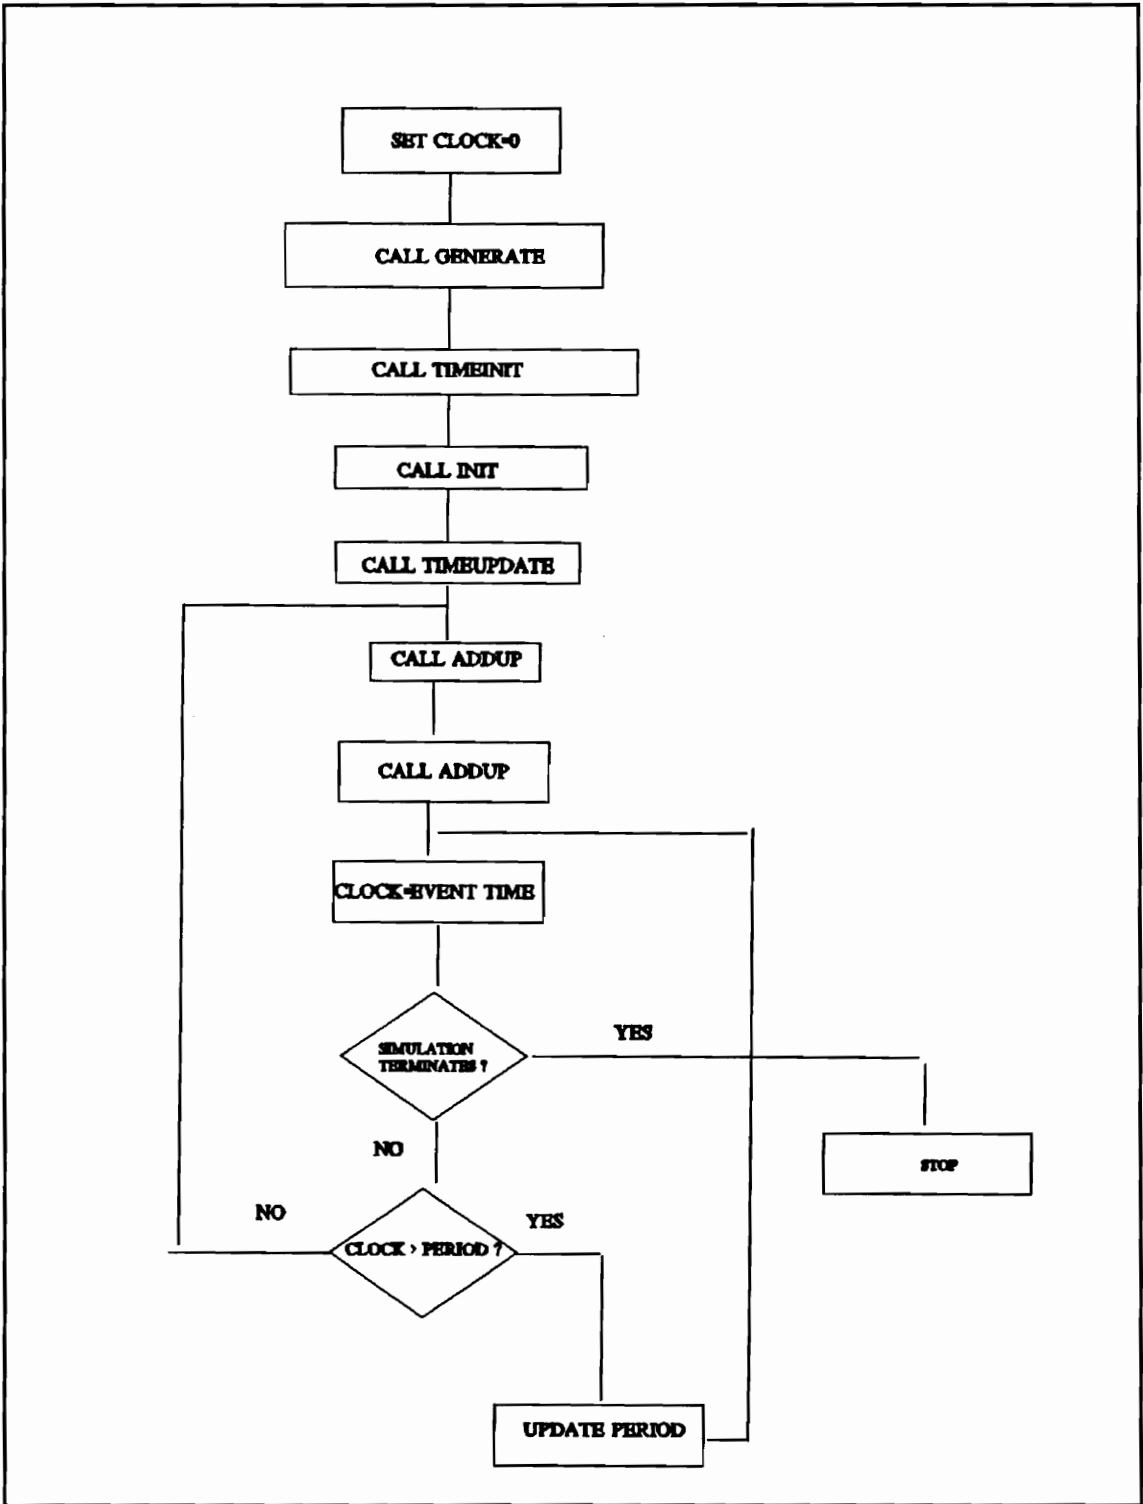 SET CLOCK=0
CALL GENERATE
CALL TIMEINIT
CALL INIT
CALL TIMEUPDATE
CALL ADDUP
CALL ADDUP
CLOCK=EVENT TIME
SIMULATION
TERMINATES ?
YES
STOP
NO
CLOCK > PERIOD ?
NO
YES
UPDATE PERIOD